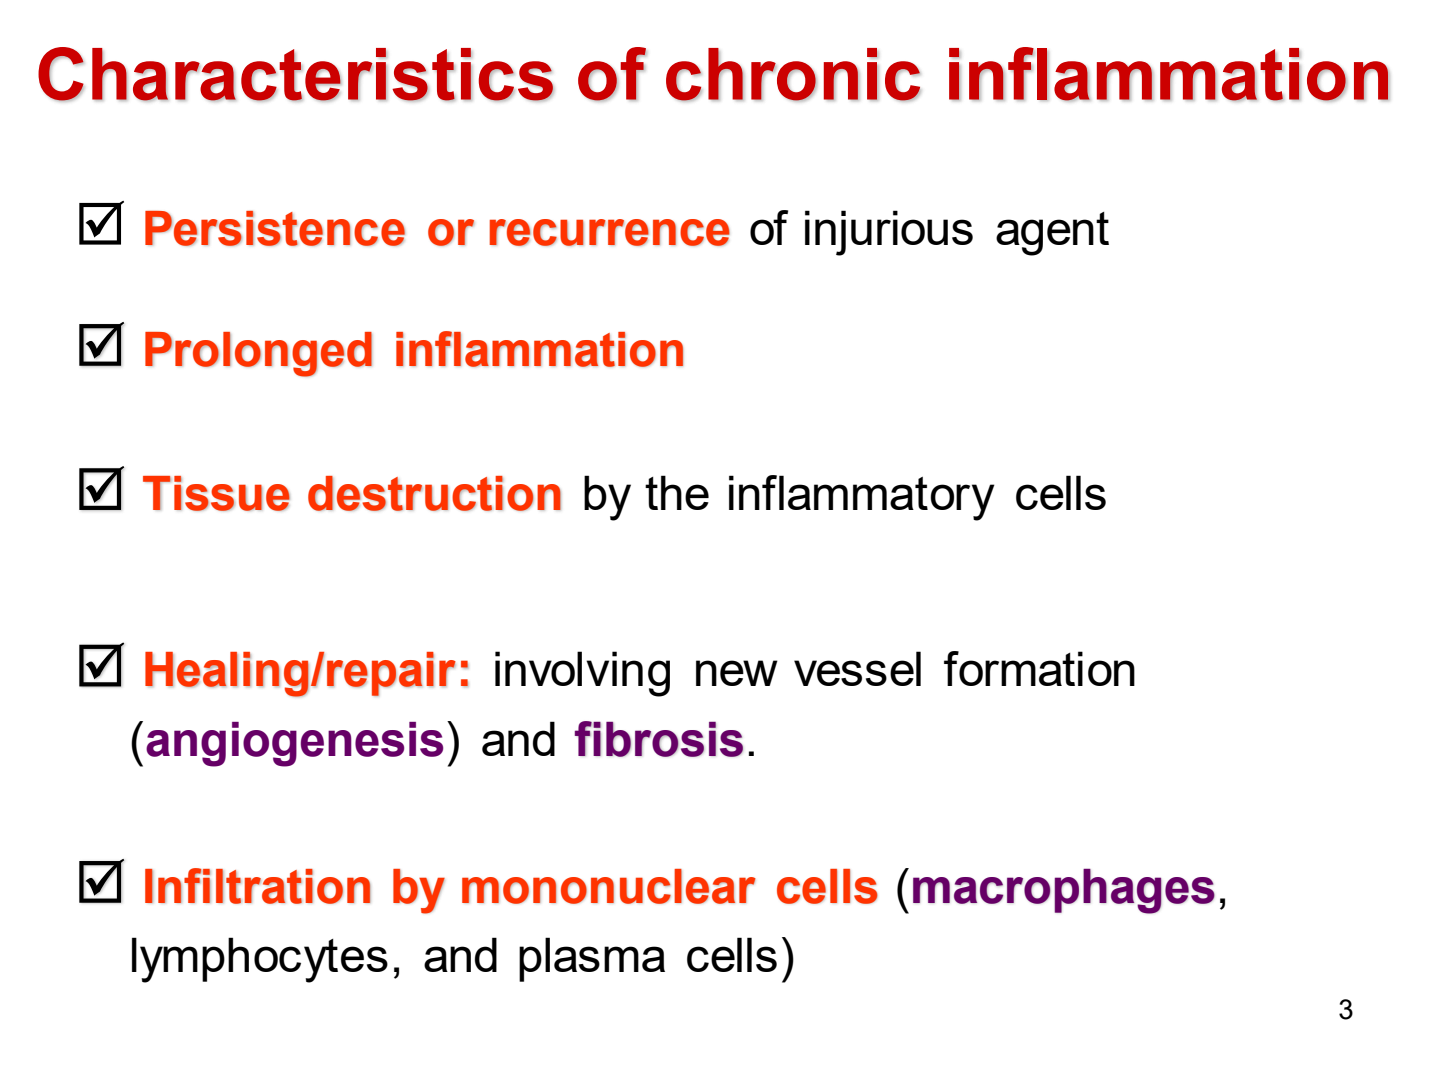 Characteristics of chronic inflammation
☑ Persistence or recurrence of injurious agent
☑ Prolonged inflammation
☑ Tissue destruction by the inflammatory cells
☑ Healing/repair: involving new vessel formation
(angiogenesis) and fibrosis.
☑ Infiltration by mononuclear cells (macrophages,
lymphocytes, and plasma cells)
3